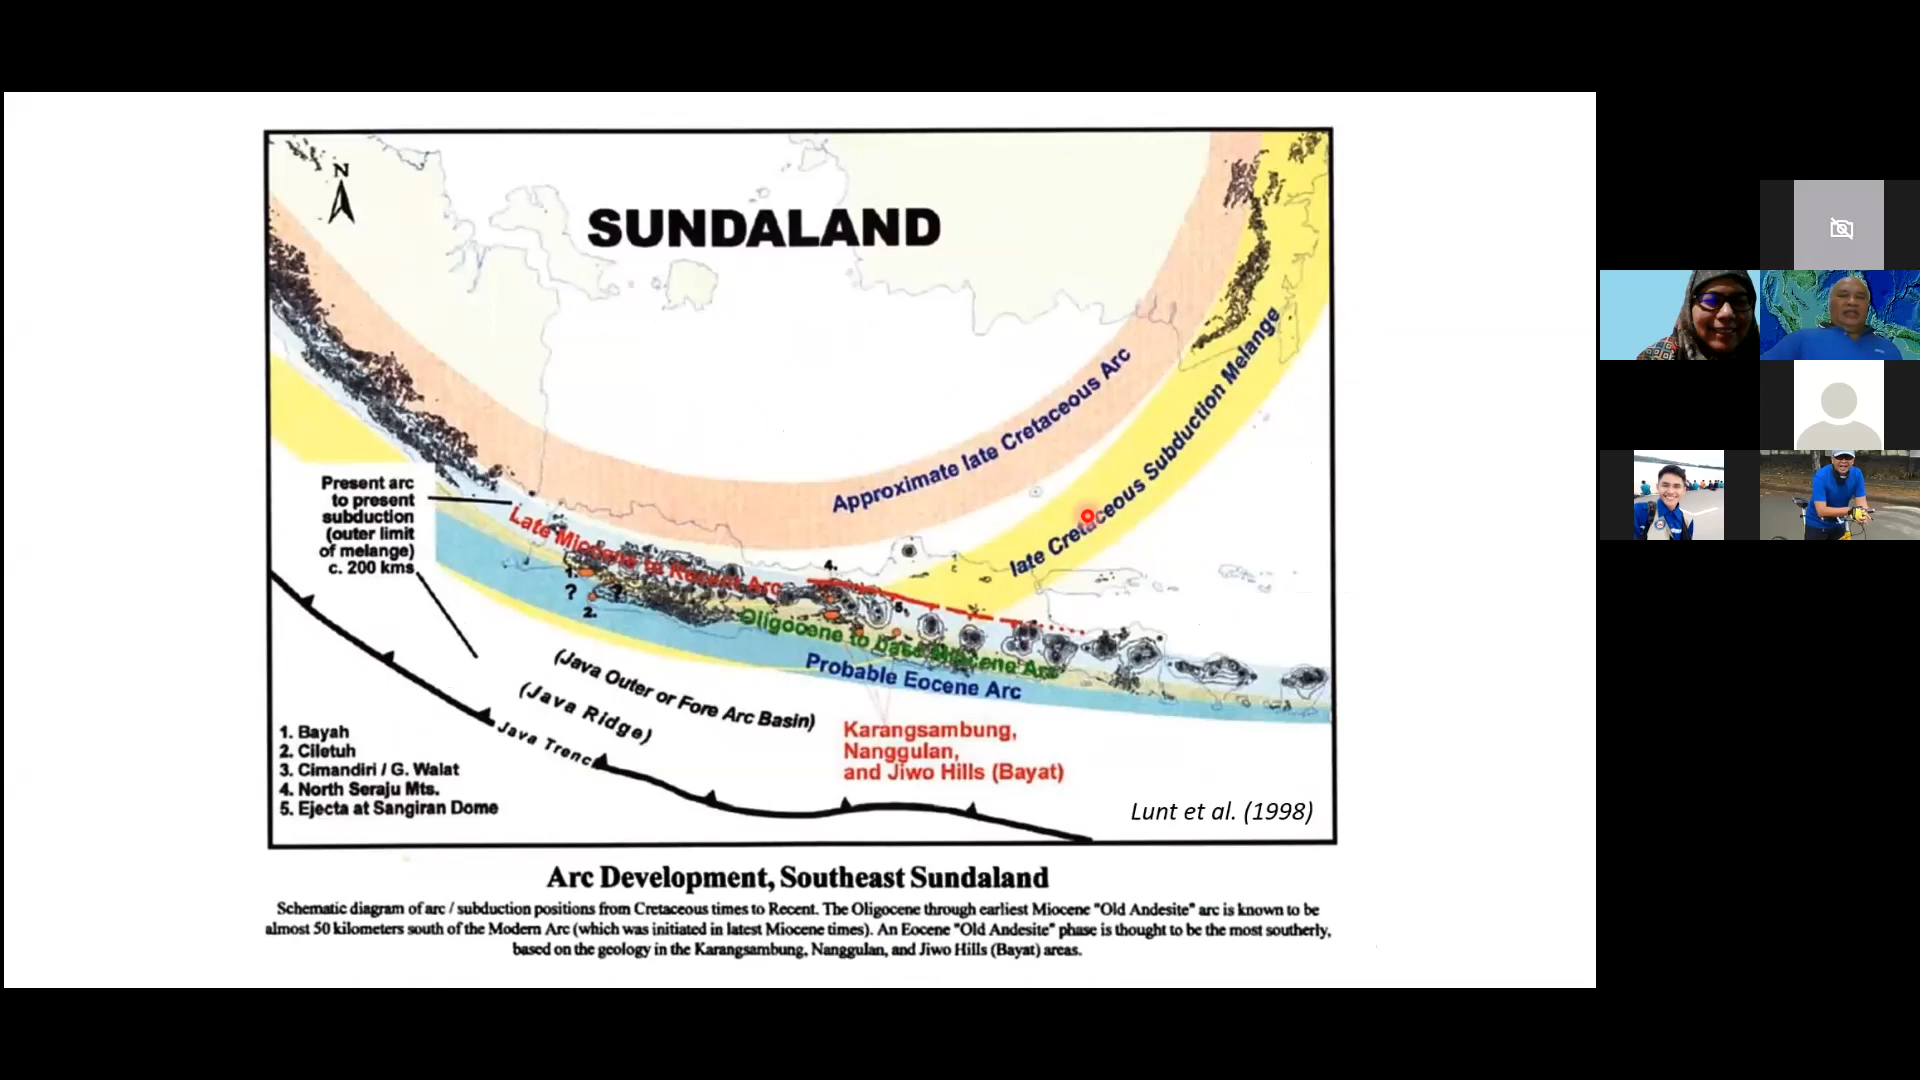 N
SUNDALAND
Approximate late Cretaceous Arc
late Cretaceous Subduction Melange
Present arc
to present
subduction
(outer limit
of melange)
c. 200 kms
Late Miocene to Recent Arc
4.
1.
?
?
2.
5.
Oligocene to base Miocene Arc
Probable Eocene Arc
(Java Outer or Fore Arc Basin)
(Java Ridge)
Java Trenc
Karangsambung,
Nanggulan,
and Jiwo Hills (Bayat)
1. Bayah
2. Ciletuh
3. Cimandiri / G. Walat
4. North Seraju Mts.
5. Ejecta at Sangiran Dome
Lunt et al. (1998)
Arc Development, Southeast Sundaland
Schematic diagram of arc / subduction positions from Cretaceous times to Recent. The Oligocene through earliest Miocene "Old Andesite" arc is known to be
almost 50 kilometers south of the Modern Arc (which was initiated in latest Miocene times). An Eocene "Old Andesite" phase is thought to be the most southerly,
based on the geology in the Karangsambung, Nanggulan, and Jiwo Hills (Bayat) areas.